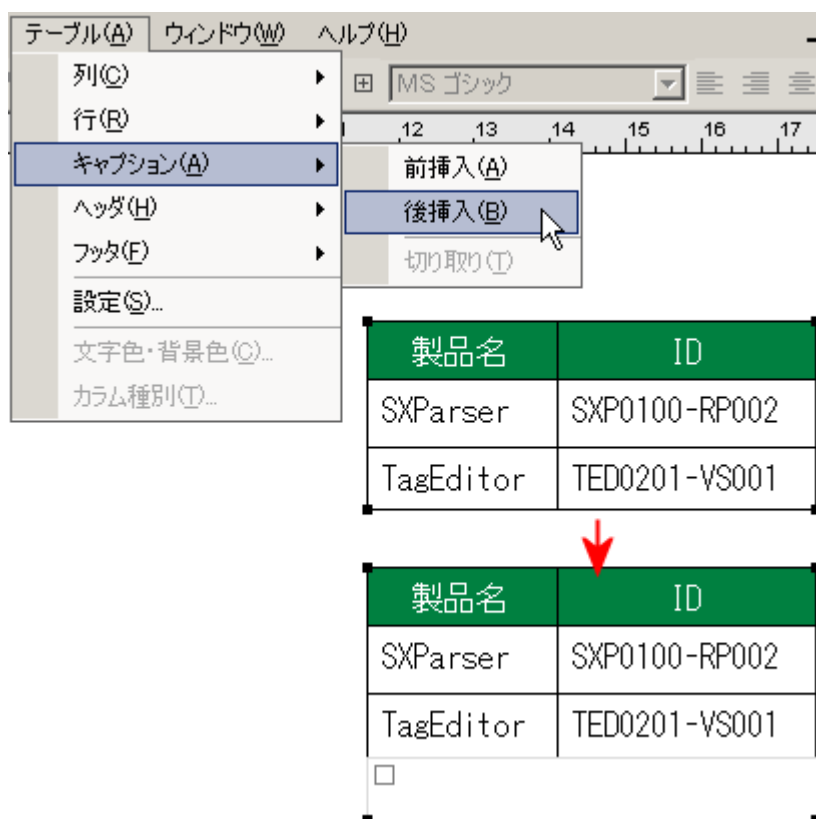 テーブル(A) ウィンドウ(W) ヘルプ(H)
列(C)
MS ゴシック
行(R)
12 13 14 15 16 17
キャプション(A)
前挿入(A)
ヘッダ(H)
後挿入(B)
フッタ(F)
切り取り(T)
設定(S)...
文字色・背景色(C)...
カラム種別(T)...
製品名 ID
SXParser SXP0100-RP002
TagEditor TED0201-VS001
製品名 ID
SXParser SXP0100-RP002
TagEditor TED0201-VS001